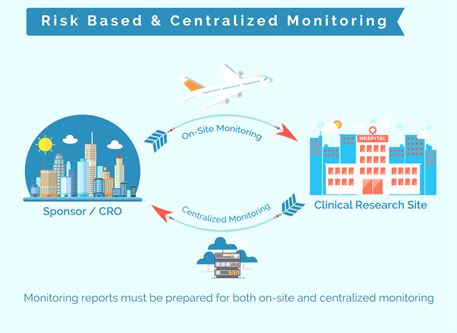 Risk Based & Centralized Monitoring
On-Site Monitoring
HOSPITAL
Sponsor / CRO
Clinical Research Site
Centralized Monitoring
Monitoring reports must be prepared for both on-site and centralized monitoring